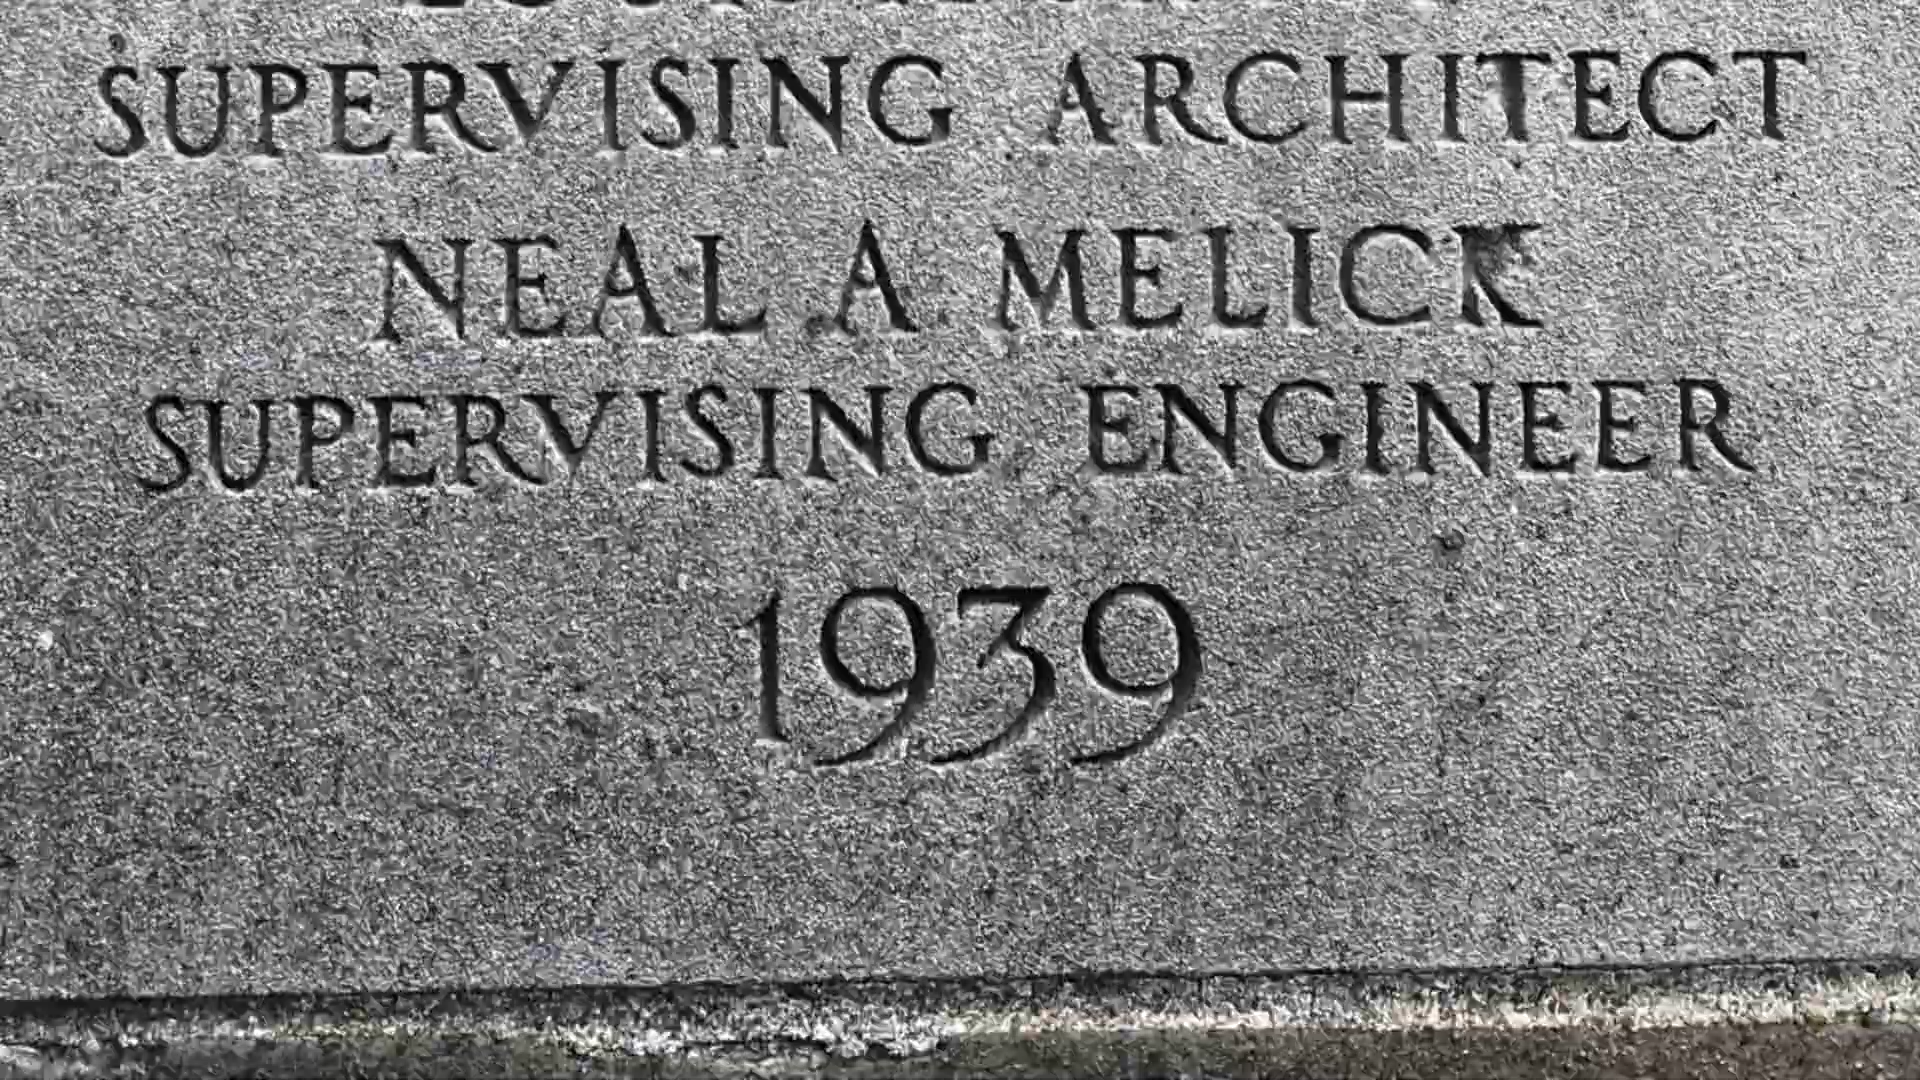 SUPERVISING ARCHITECT
NEAL A MELICK
SUPERVISING ENGINEER
1939